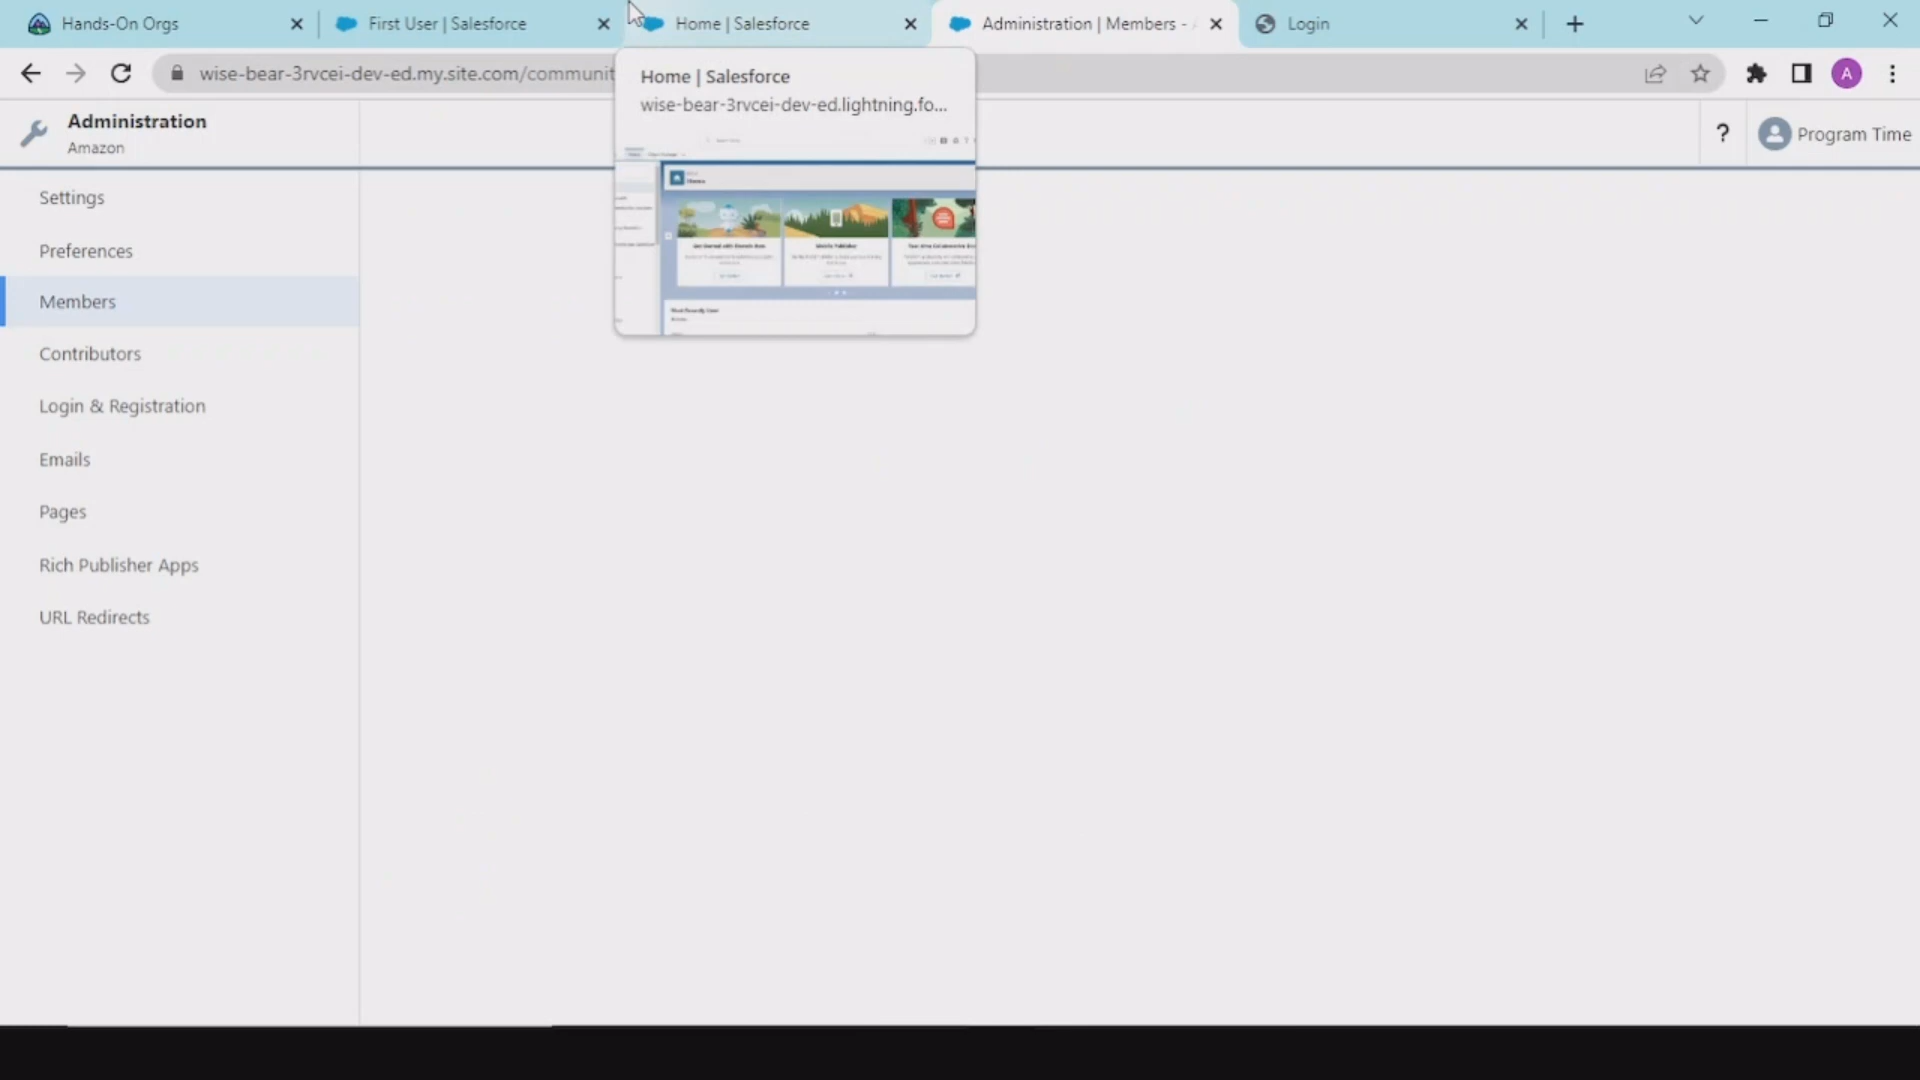 Hands-On Orgs
First User | Salesforce
Home | Salesforce
Administration | Members -
Login
wise-bear-3rvcei-dev-ed.my.site.com/communit
Home | Salesforce
wise-bear-3rvcei-dev-ed.lightning.fo...
A
Administration
Amazon
?
Program Time
Settings
Preferences
Members
Contributors
Login & Registration
Emails
Pages
Rich Publisher Apps
URL Redirects